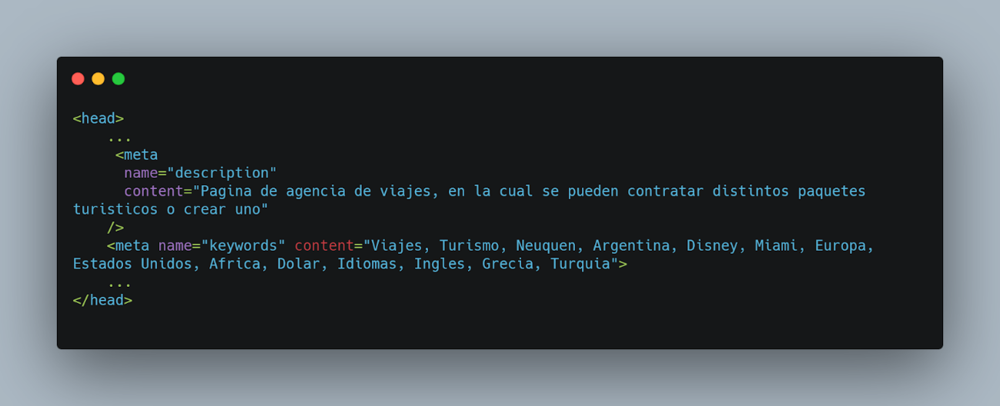 <head>
...
<meta
name="description"
content="Pagina de agencia de viajes, en la cual se pueden contratar distintos paquetes
turisticos o crear uno"
/>
<meta name="keywords" content="Viajes, Turismo, Neuquen, Argentina, Disney, Miami, Europa,
Estados Unidos, Africa, Dolar, Idiomas, Ingles, Grecia, Turquia">
...
</head>